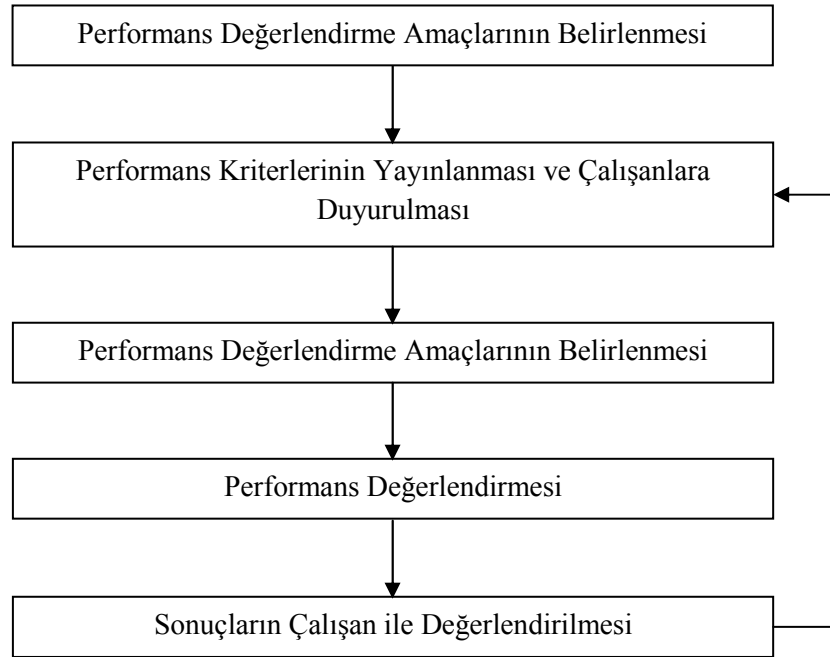 Performans Değerlendirme Amaçlarının Belirlenmesi
Performans Kriterlerinin Yayınlanması ve Çalışanlara
Duyurulması
Performans Değerlendirme Amaçlarının Belirlenmesi
Performans Değerlendirmesi
Sonuçların Çalışan ile Değerlendirilmesi